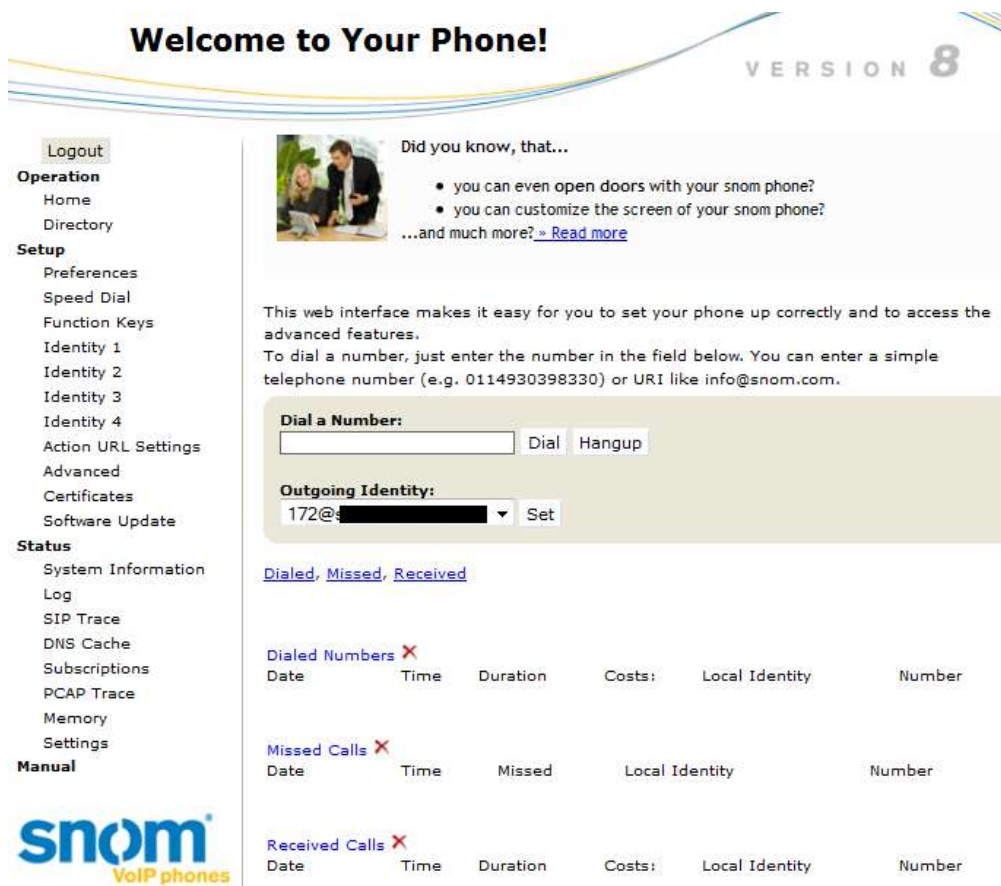 Welcome to Your Phone!
VERSION 8
Logout
Operation
Home
Directory
Setup
Preferences
Speed Dial
Function Keys
Identity 1
Identity 2
Identity 3
Identity 4
Action URL Settings
Advanced
Certificates
Software Update
Status
System Information
Log
SIP Trace
DNS Cache
Subscriptions
PCAP Trace
Memory
Settings
Manual
snom
VoIP phones
Did you know, that...
• you can even open doors with your snom phone?
• you can customize the screen of your snom phone?
...and much more? » Read more
This web interface makes it easy for you to set your phone up correctly and to access the
advanced features.
To dial a number, just enter the number in the field below. You can enter a simple
telephone number (e.g. 0114930398330) or URI like info@snom.com.
Dial a Number:
Dial Hangup
Outgoing Identity:
172@ Set
Dialed, Missed, Received
Dialed Numbers
Date Time Duration Costs: Local Identity Number
Missed Calls
Date Time Missed Local Identity Number
Received Calls
Date Time Duration Costs: Local Identity Number